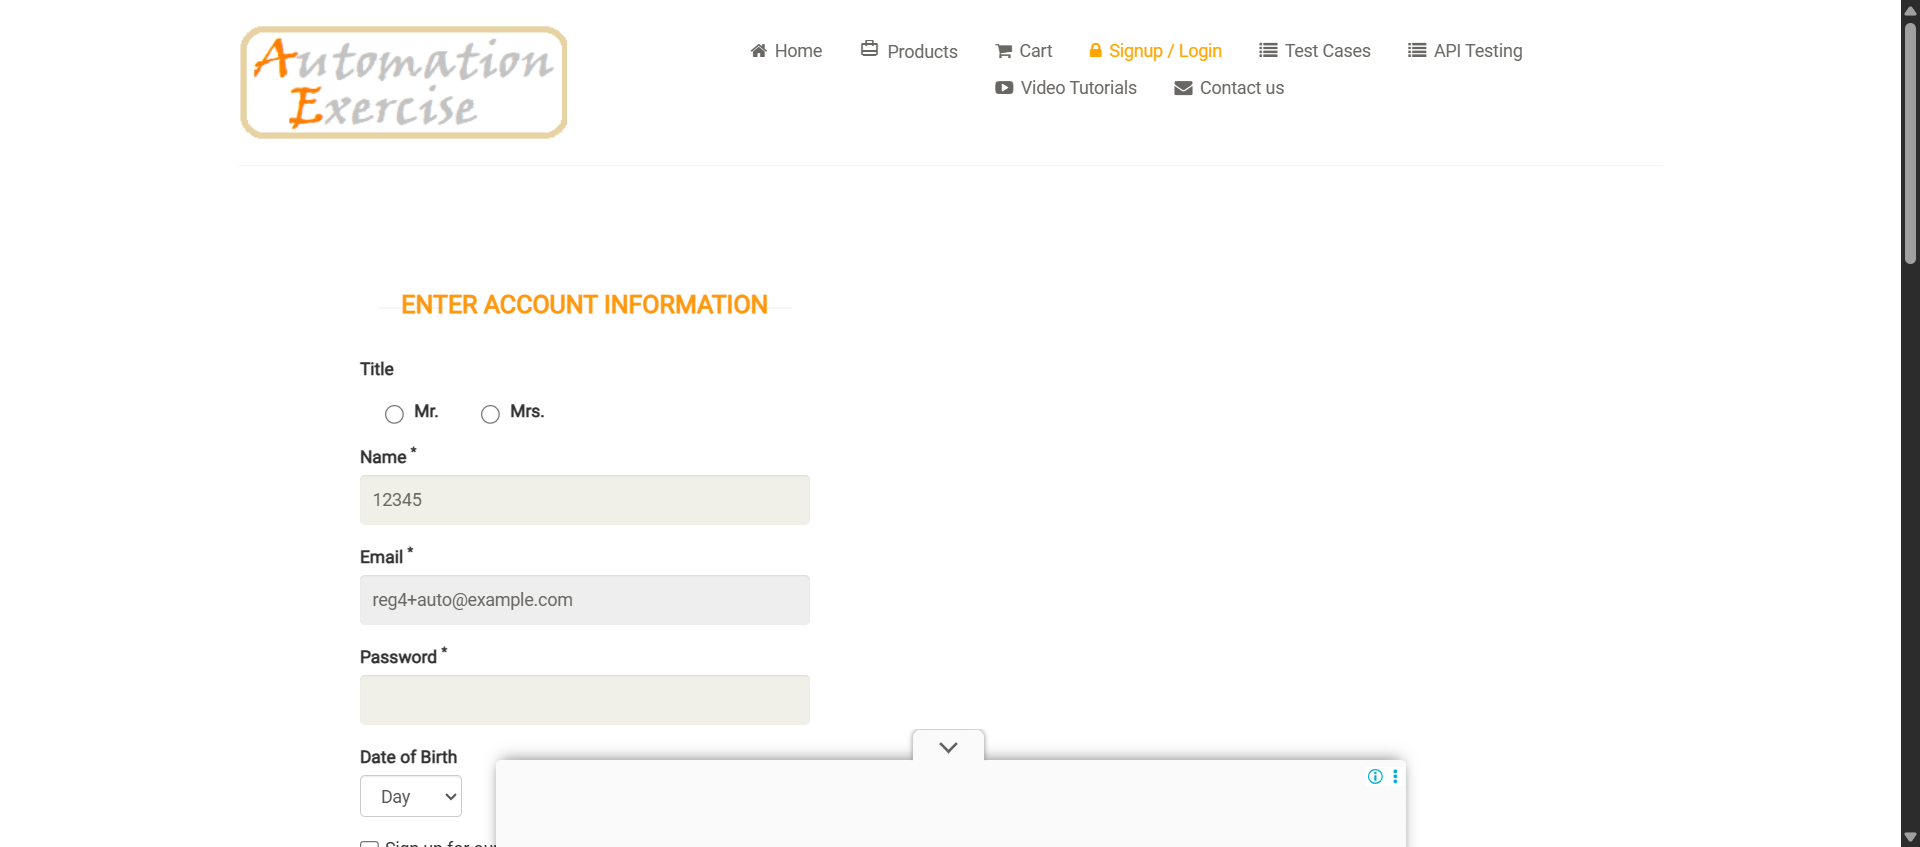 Automation
Exercise
Home
Products
Cart
Signup / Login
Test Cases
API Testing
Video Tutorials
Contact us
ENTER ACCOUNT INFORMATION
Title
Mr.
Mrs.
Name *
12345
Email *
reg4+auto@example.com
Password *
Date of Birth
Day
Sign up for our